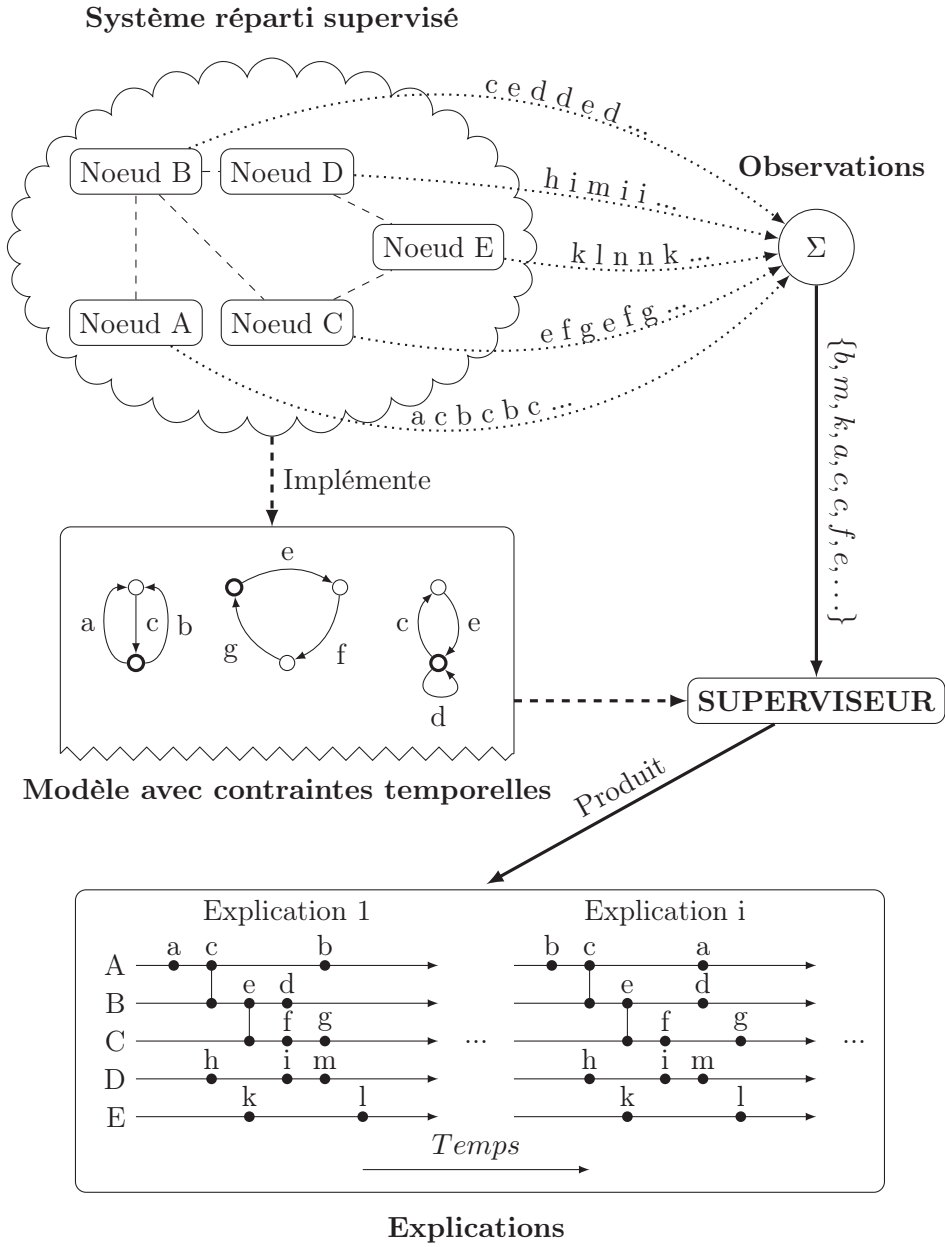 Système réparti supervisé
c e d d e d ...
Noeud B
Noeud D
Observations
h i m i i ...
Noeud E
k l n n k ...
Σ
Noeud A
Noeud C
e f g e f g ...
a c b c b c ...
{b, m, k, a, c, c, f, e, . . .}
Implémente
e
a
c
b
g
f
c
e
d
SUPERVISEUR
Modèle avec contraintes temporelles
Produit
Explication 1
Explication i
a c b
b c a
A
e d
e d
B
f g
f g
C
...
...
h i m
h i m
D
k l
k l
E
Temps
Explications